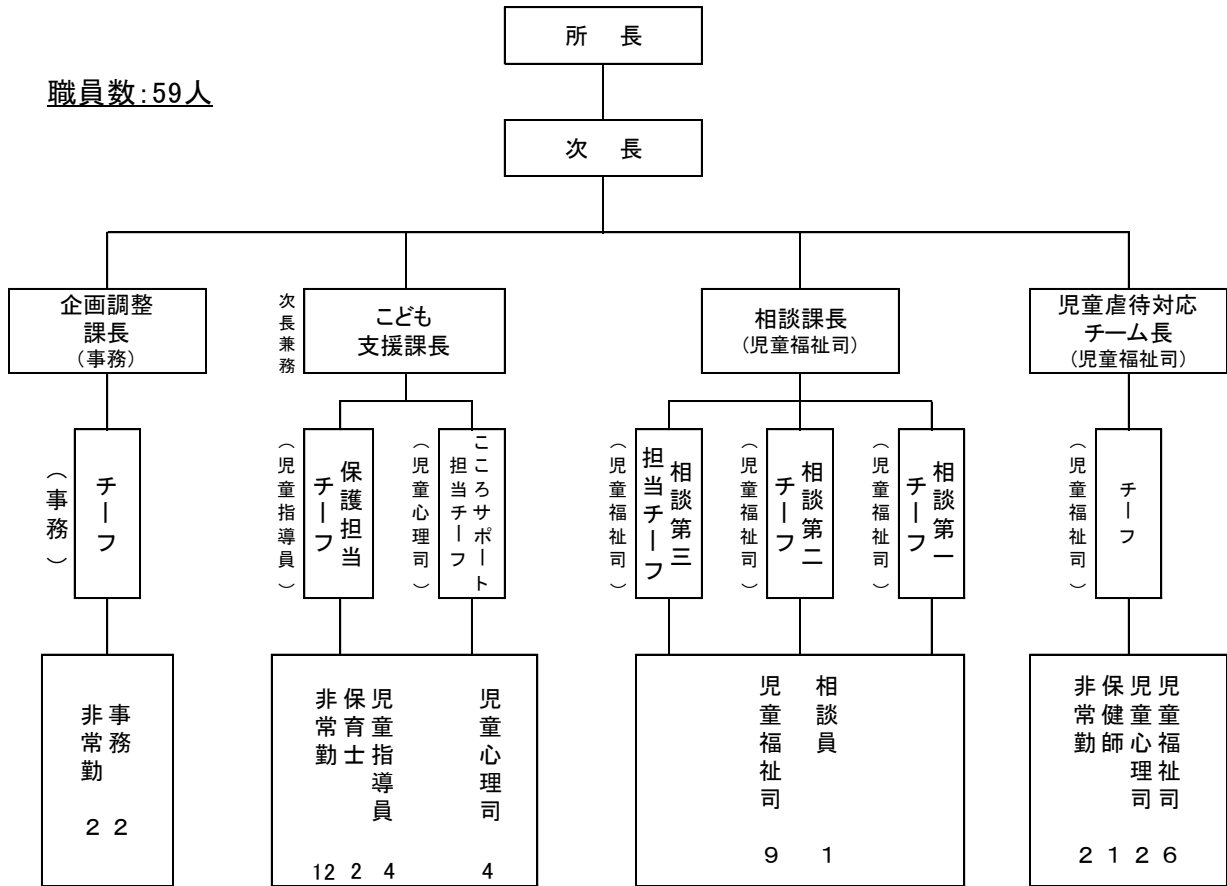 職員数：59人
所　長
次　長
企画調整
課長
（事務）
次長兼務
こども
支援課長
相談課長
（児童福祉司）
児童虐待対応
チーム長
（児童福祉司）
チーフ
（事務）
保護担当
チーフ
（児童指導員）
こころサポート
担当チーフ
（児童心理司）
相談第三
担当チーフ
（児童福祉司）
相談第二
チーフ
（児童福祉司）
相談第一
チーフ
（児童福祉司）
チーフ
（児童福祉司）
事務　２
非常勤　２
児童心理司　4
児童指導員　4
保育士　2
非常勤　12
相談員　１
児童福祉司　９
児童福祉司　６
児童心理司　２
保健師　１
非常勤　２